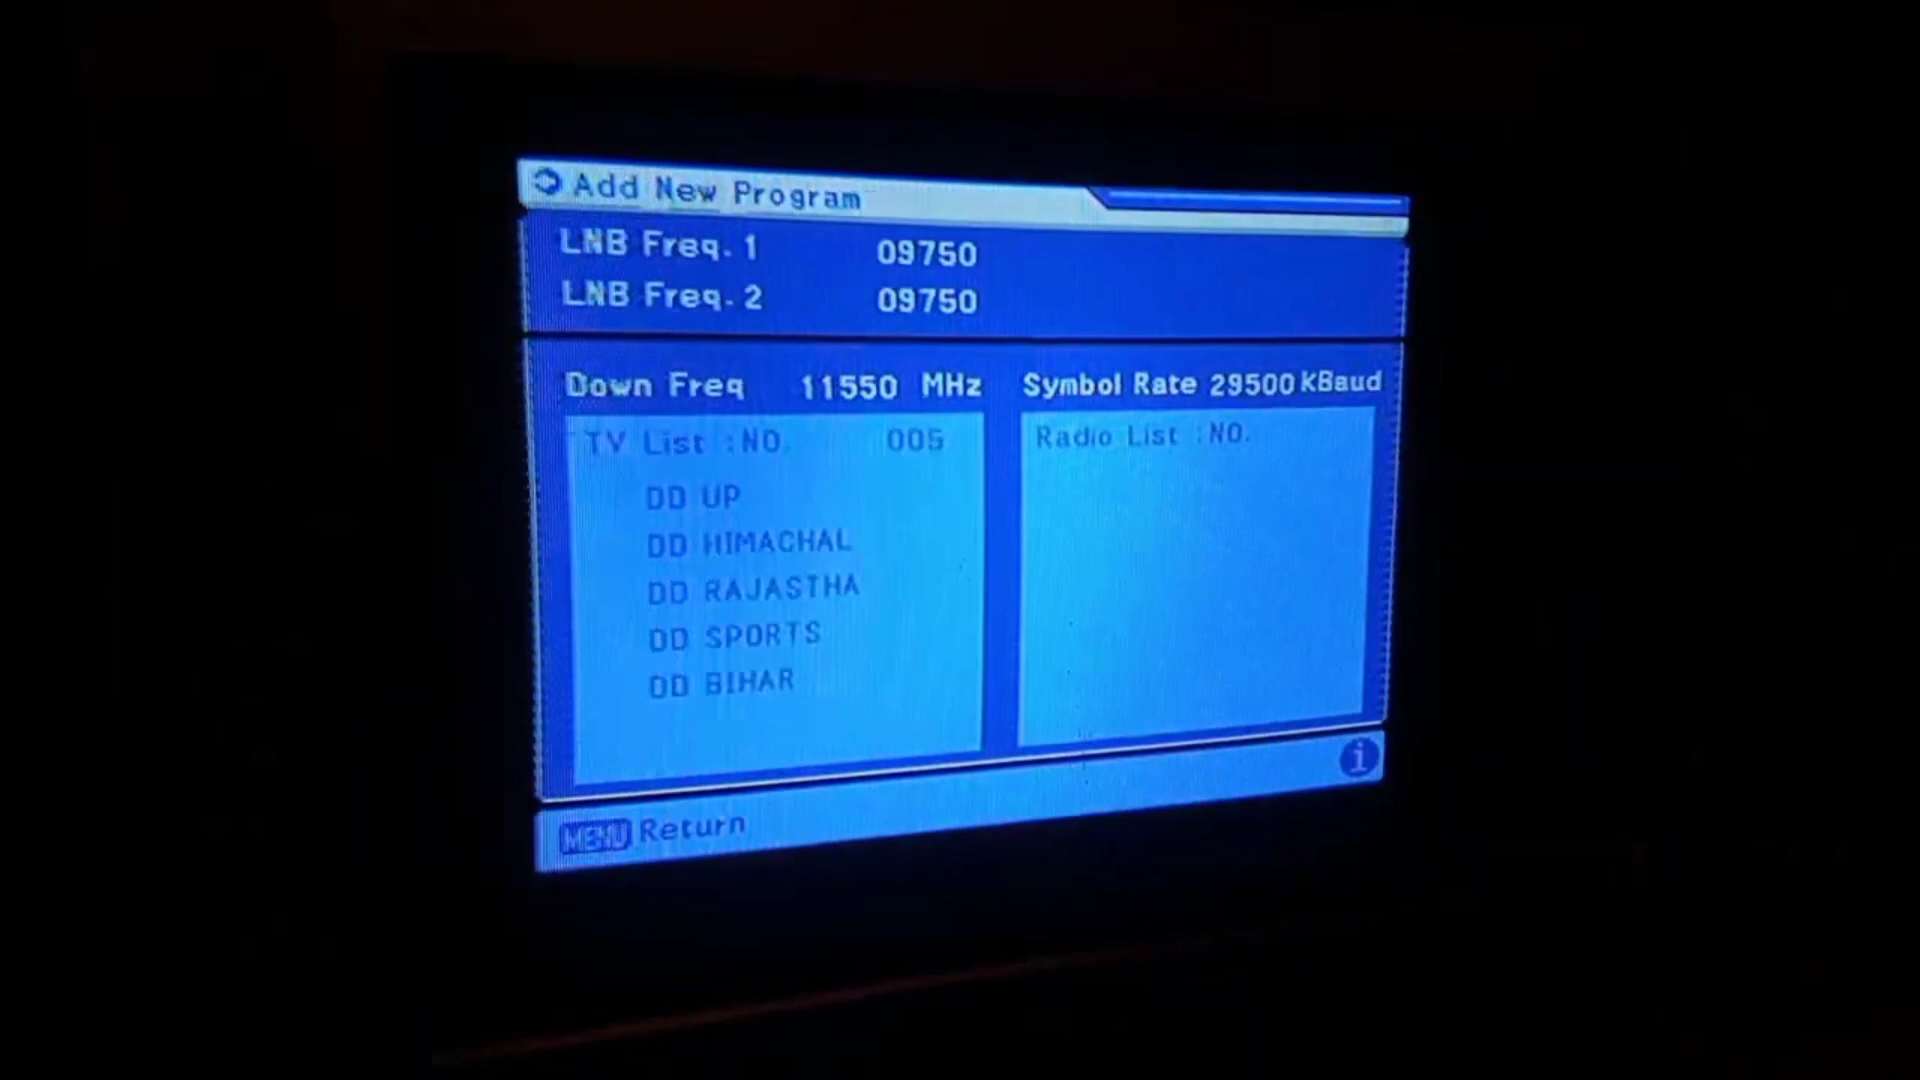 Add New Program
LNB Freq. 1 09750
LNB Freq. 2 09750
Down Freq 11550 MHz Symbol Rate 29500 KBaud
TV List :NO. 005 Radio List :NO.
DD UP
DD HIMACHAL
DD RAJASTHA
DD SPORTS
DD BIHAR
i
MENU Return